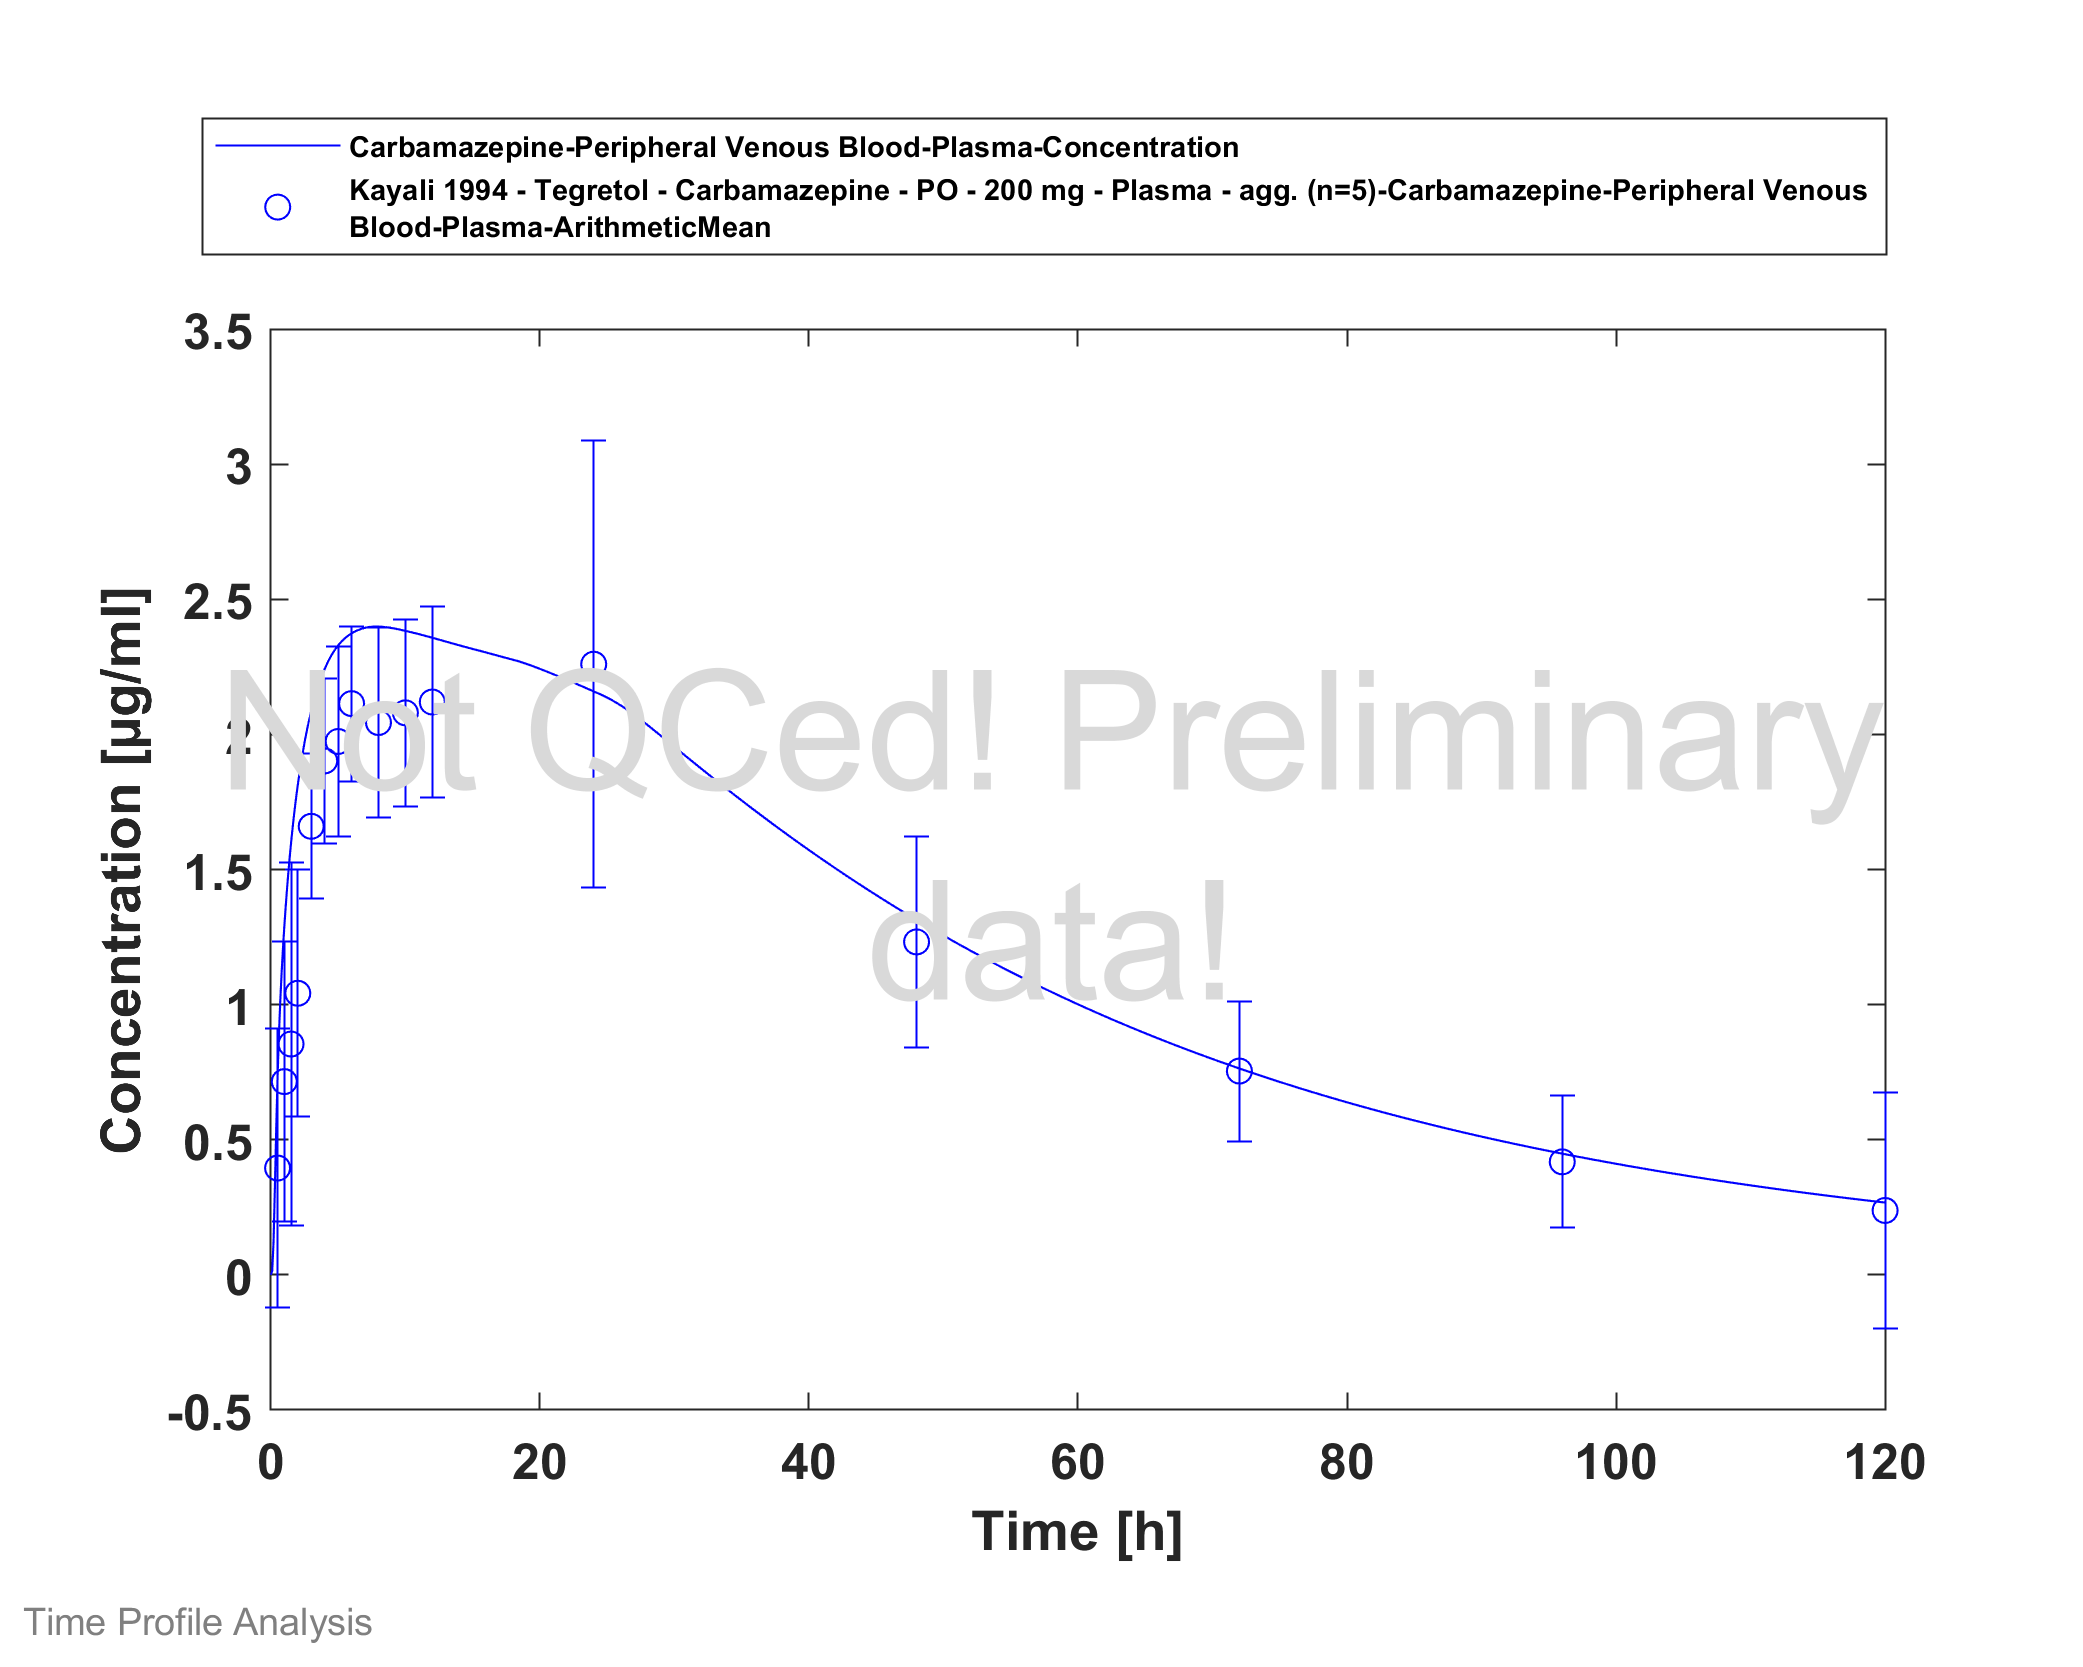 Carbamazepine-Peripheral Venous Blood-Plasma-Concentration
Kayali 1994 - Tegretol - Carbamazepine - PO - 200 mg - Plasma - agg. (n=5)-Carbamazepine-Peripheral Venous
Blood-Plasma-ArithmeticMean
3.5
3
2.5
2
1.5
1
0.5
0
-0.5
Concentration [µg/ml]
Not QCed! Preliminary
data!
0 20 40 60 80 100 120
Time [h]
Time Profile Analysis